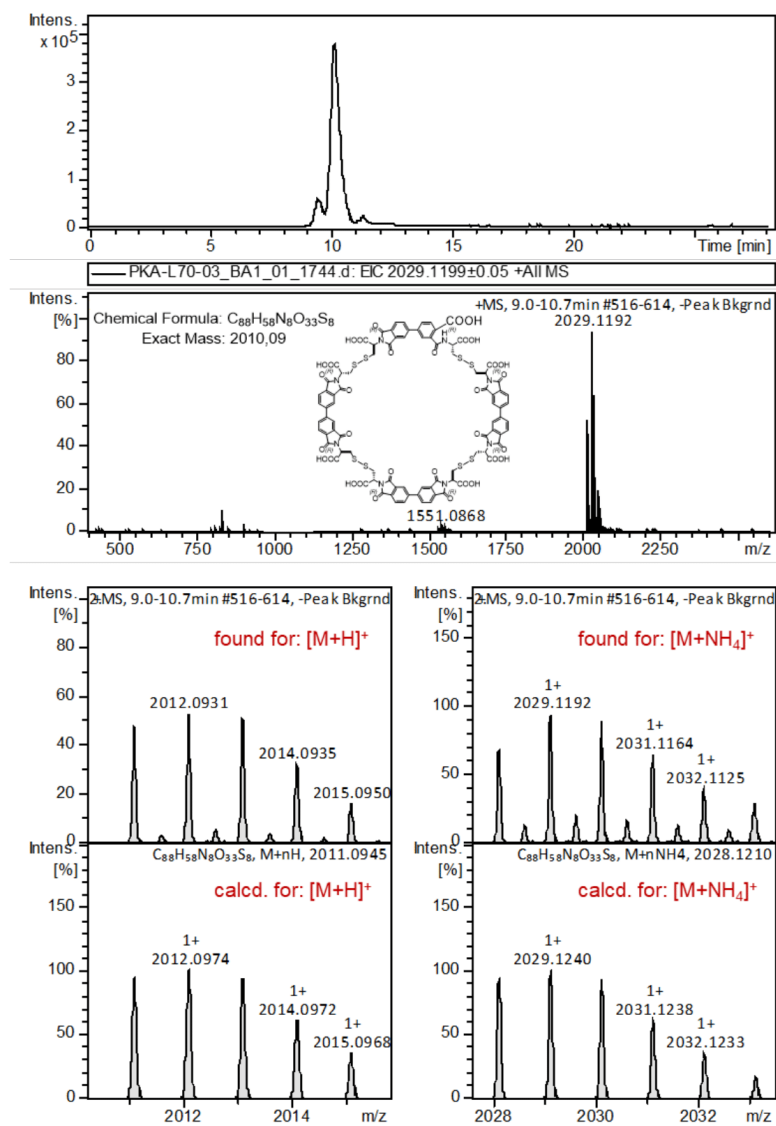 Intens.
x10⁵
3
2
1
0
0 5 10 15 20 Time [min]
PKA-L70-03_BA1_01_1744.d: EIC 2029.1199±0.05 +All MS
Intens.
[%]
80
60
40
20
0
+MS, 9.0-10.7min #516-614, -Peak Bkgrnd
2029.1192
Chemical Formula: C₈₈H₅₈N₈O₃₃S₈
Exact Mass: 2010,09
1551.0868
500 750 1000 1250 1500 1750 2000 2250 m/z
Intens.
[%]
80
60
40
20
0
+MS, 9.0-10.7min #516-614, -Peak Bkgrnd
found for: [M+H]⁺
2012.0931
2014.0935
2015.0950
Intens.
[%]
150
100
50
0
+MS, 9.0-10.7min #516-614, -Peak Bkgrnd
found for: [M+NH₄]⁺
1+
2029.1192
1+
2031.1164
1+
2032.1125
Intens.
[%]
150
100
50
0
C₈₈H₅₈N₈O₃₃S₈, M+nH, 2011.0945
calcd. for: [M+H]⁺
1+
2012.0974
1+
2014.0972
1+
2015.0968
2012 2014 m/z
Intens.
[%]
150
100
50
0
C₈₈H₅₈N₈O₃₃S₈, M+nNH4, 2028.1210
calcd. for: [M+NH₄]⁺
1+
2029.1240
1+
2031.1238
1+
2032.1233
2028 2030 2032 m/z